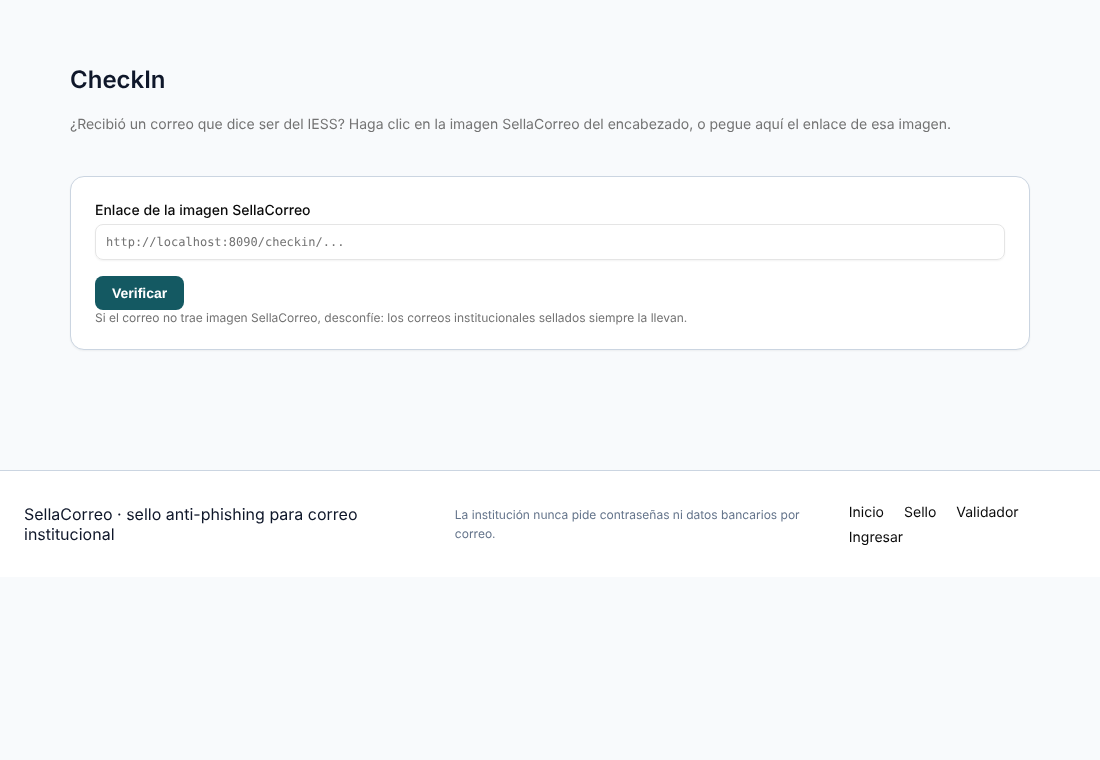 CheckIn
¿Recibió un correo que dice ser del IESS? Haga clic en la imagen SellaCorreo del encabezado, o pegue aquí el enlace de esa imagen.
Enlace de la imagen SellaCorreo
http://localhost:8090/checkin/...
Verificar
Si el correo no trae imagen SellaCorreo, desconfíe: los correos institucionales sellados siempre la llevan.
SellaCorreo · sello anti-phishing para correo
institucional
La institución nunca pide contraseñas ni datos bancarios por
correo.
Inicio Sello Validador
Ingresar